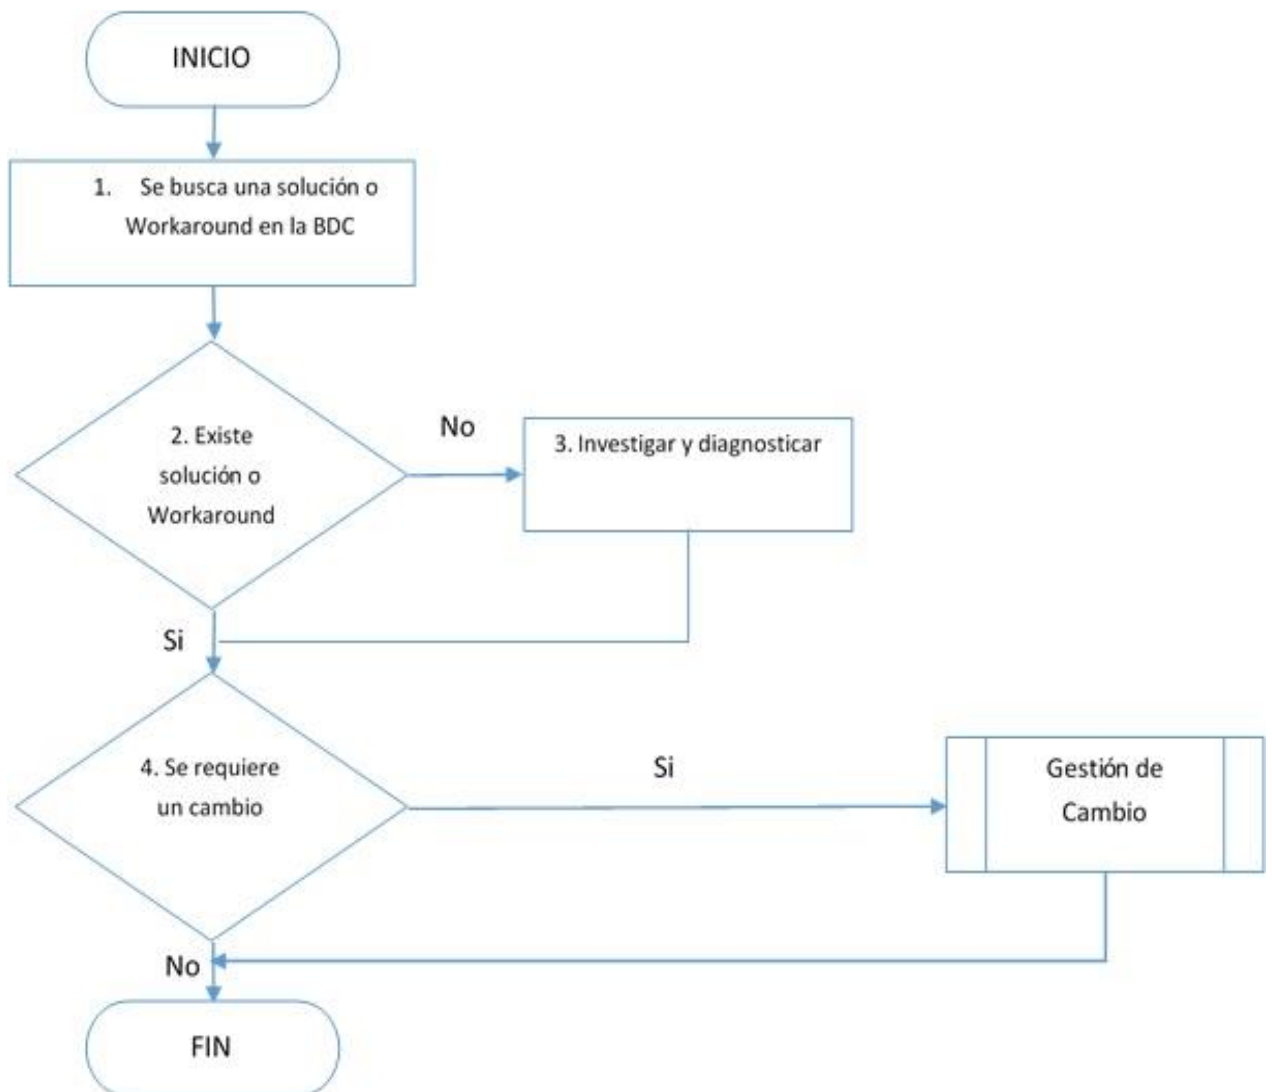 INICIO
1. Se busca una solución o
Workaround en la BDC
2. Existe
solución o
Workaround
No
3. Investigar y diagnosticar
Si
4. Se requiere
un cambio
Si
Gestión de
Cambio
No
FIN